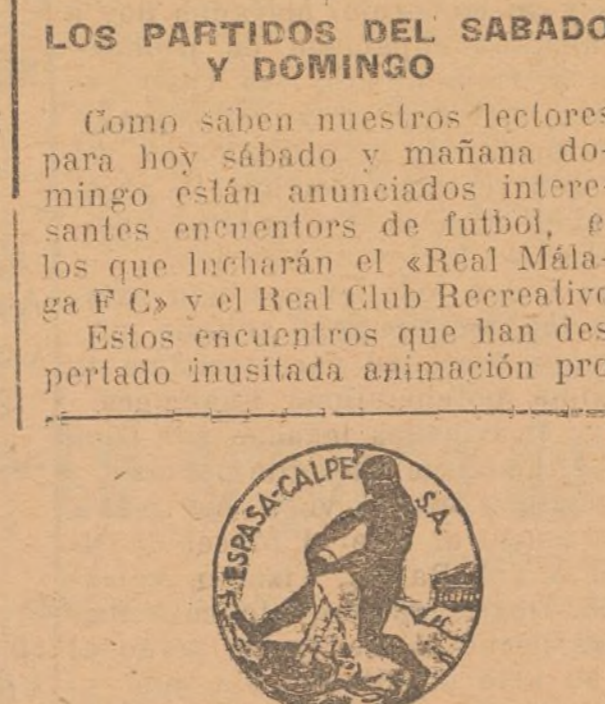 LOS PARTIDOS DEL SABADO
Y DOMINGO
Como saben nuestros lectores
para hoy sábado y mañana do-
mingo están anunciados intere-
santes encuentors de futbol, e
los que lucharán el «Real Mála-
ga F C» y el Real Club Recreativo
Estos encuentros que han des
pertado inusitada animación pro
ESPASA-CALPE S.A.